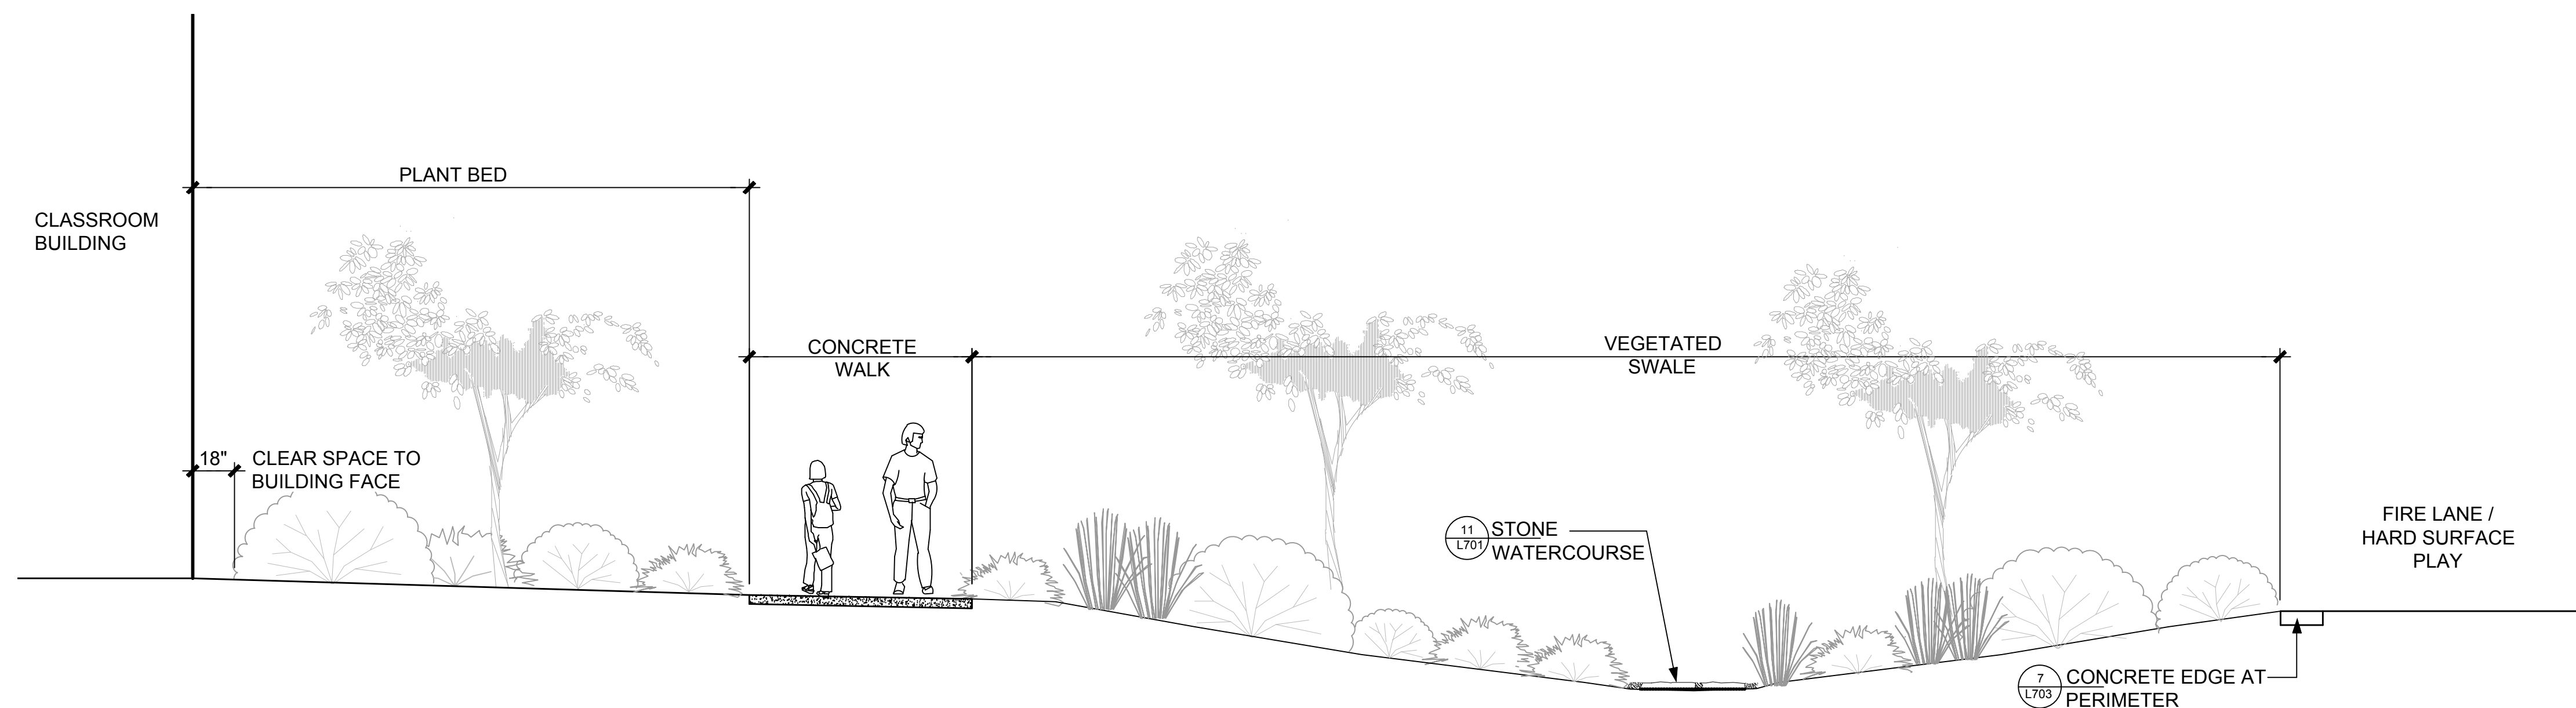 PLANT BED
CLASSROOM
BUILDING
CONCRETE
WALK
VEGETATED
SWALE
18"
CLEAR SPACE TO
BUILDING FACE
11
L701
STONE
WATERCOURSE
FIRE LANE /
HARD SURFACE
PLAY
7
L703
CONCRETE EDGE AT
PERIMETER